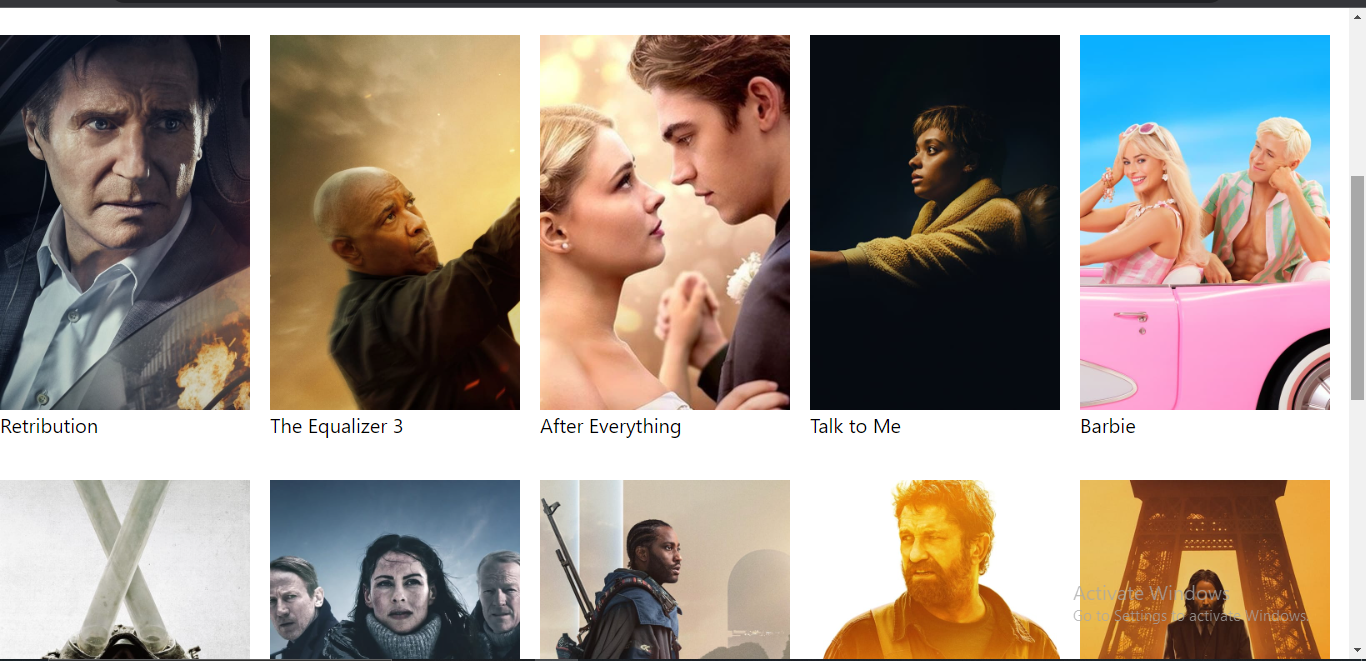 Retribution
The Equalizer 3
After Everything
Talk to Me
Barbie
Activate Windows
Go to Settings to activate Windows.